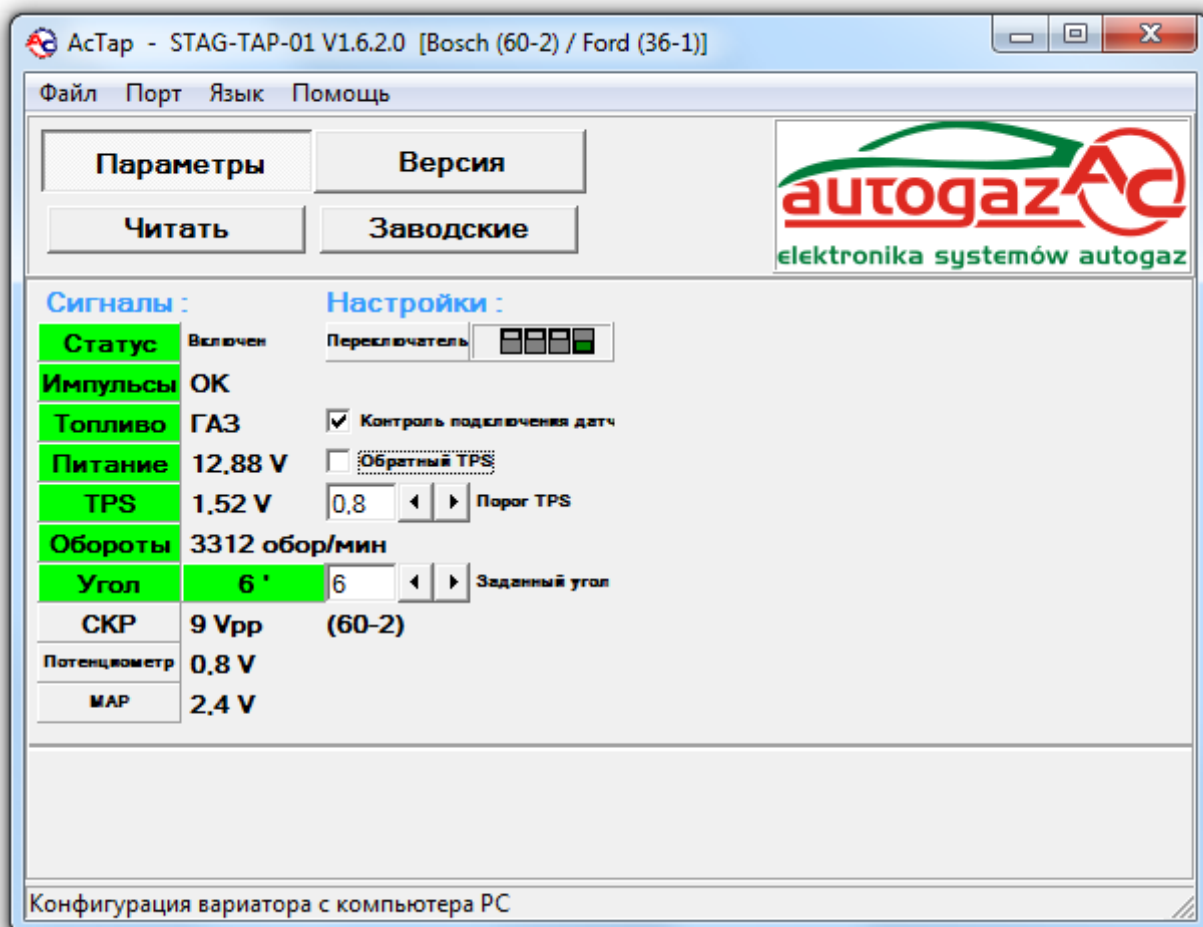 АсТар - STAG-TAP-01 V1.6.2.0 [Bosch (60-2) / Ford (36-1)]
Файл Порт Язык Помощь
Параметры Версия
Читать Заводские
autogaz AC
elektronika systemów autogaz
Сигналы : Настройки :
Статус Включен Переключатель
Импульсы OK
Топливо ГАЗ Контроль подключения датч
Питание 12,88 V Обратный TPS
TPS 1,52 V 0,8 Порог TPS
Обороты 3312 обор/мин
Угол 6 ' 6 Заданный угол
СКР 9 Vpp (60-2)
Потенциометр 0,8 V
MAP 2,4 V
Конфигурация вариатора с компьютера PC